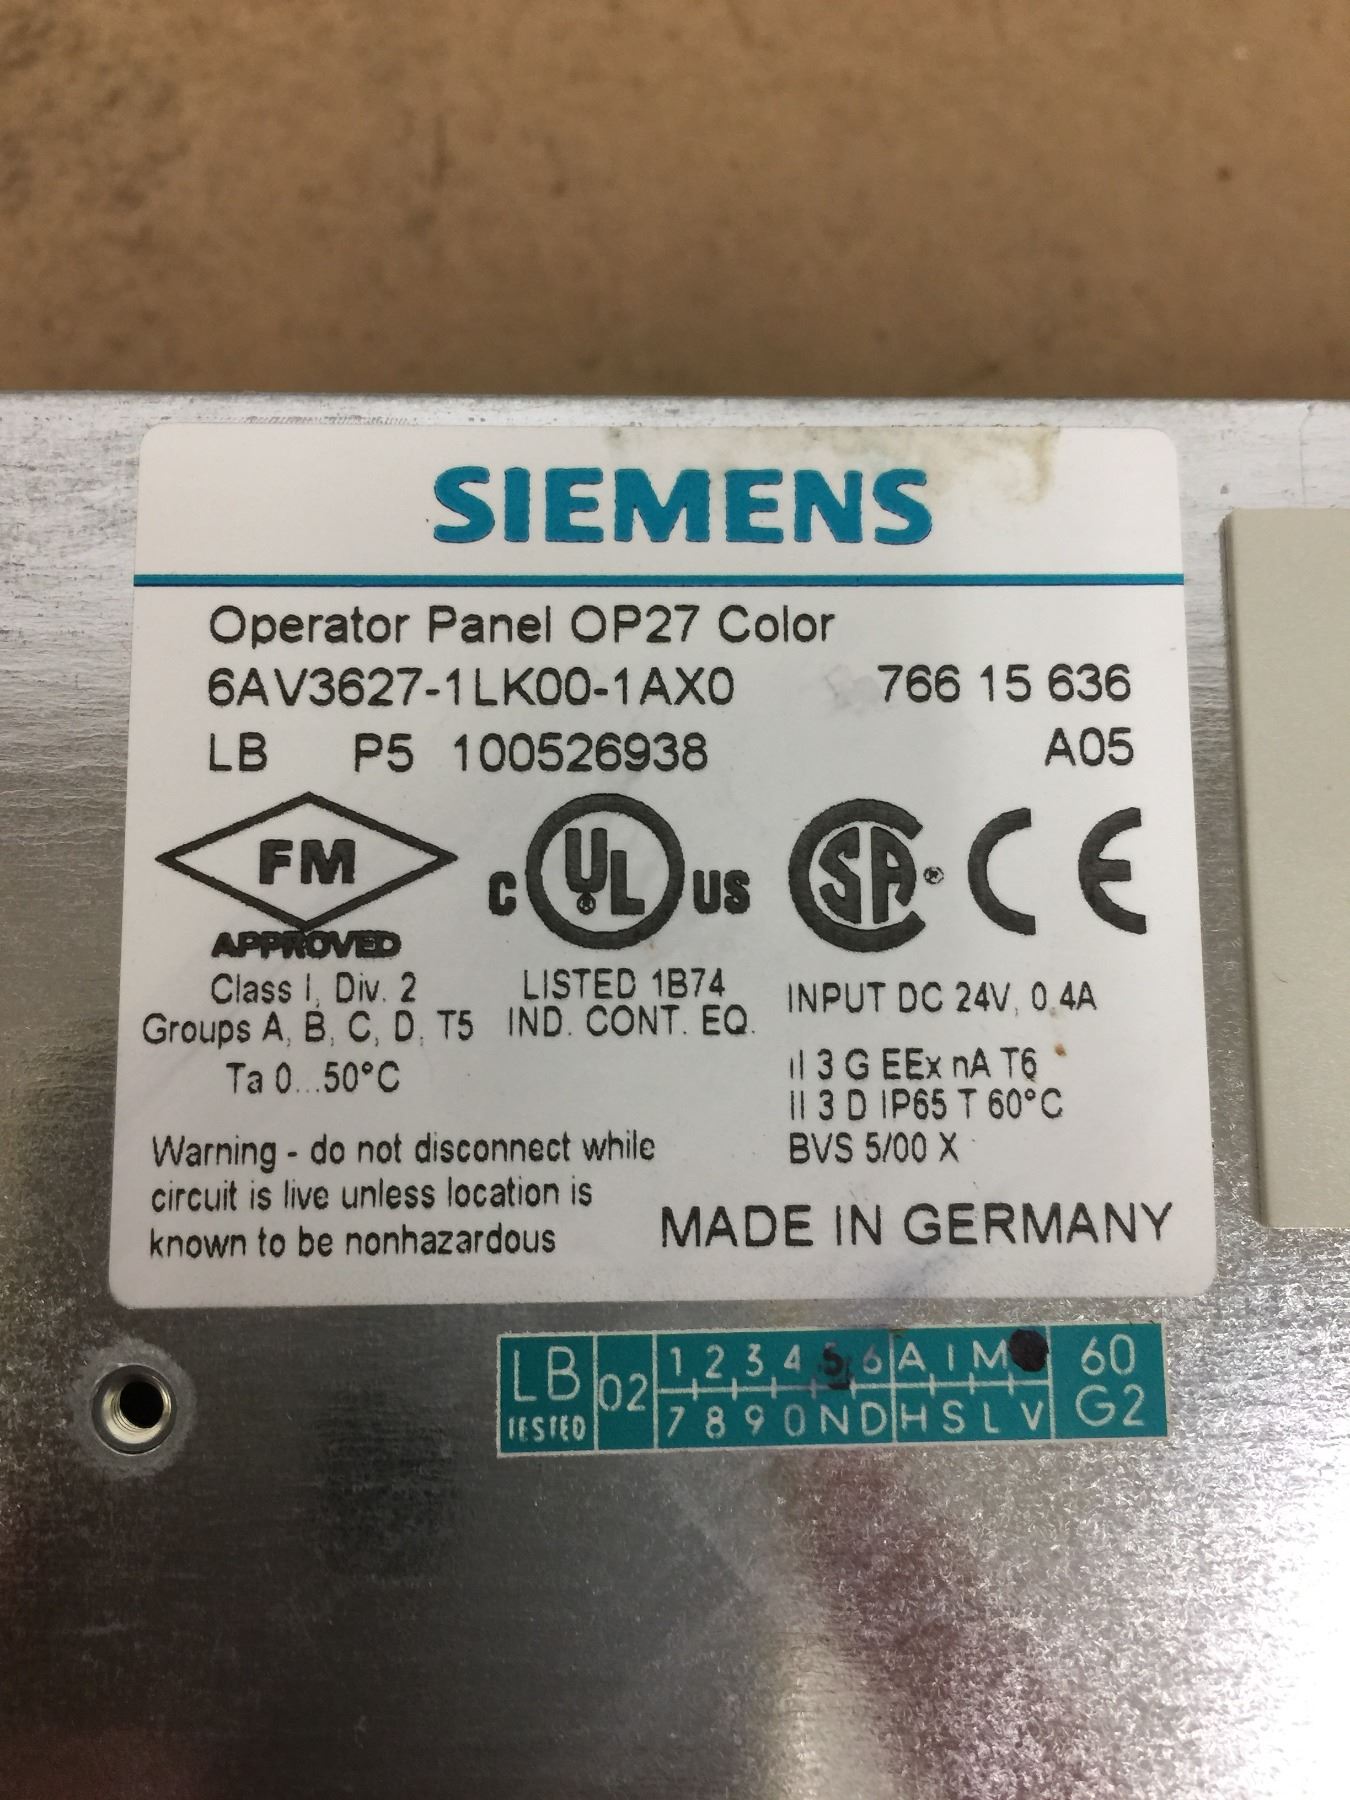 SIEMENS
Operator Panel OP27 Color
6AV3627-1LK00-1AX0 766 15 636
LB P5 100526938 A05
FM
APPROVED
Class I, Div. 2
Groups A, B, C, D, T5
Ta 0...50°C
C UL ® US
LISTED 1B74
IND. CONT. EQ.
CSA ® CE
INPUT DC 24V, 0.4A
II 3 G EEx nA T6
II 3 D IP65 T 60°C
BVS 5/00 X
Warning - do not disconnect while
circuit is live unless location is
known to be nonhazardous
MADE IN GERMANY
LB TESTED 02
1 2 3 4 5 6 A I M 60
7 8 9 0 N D H S L V G2